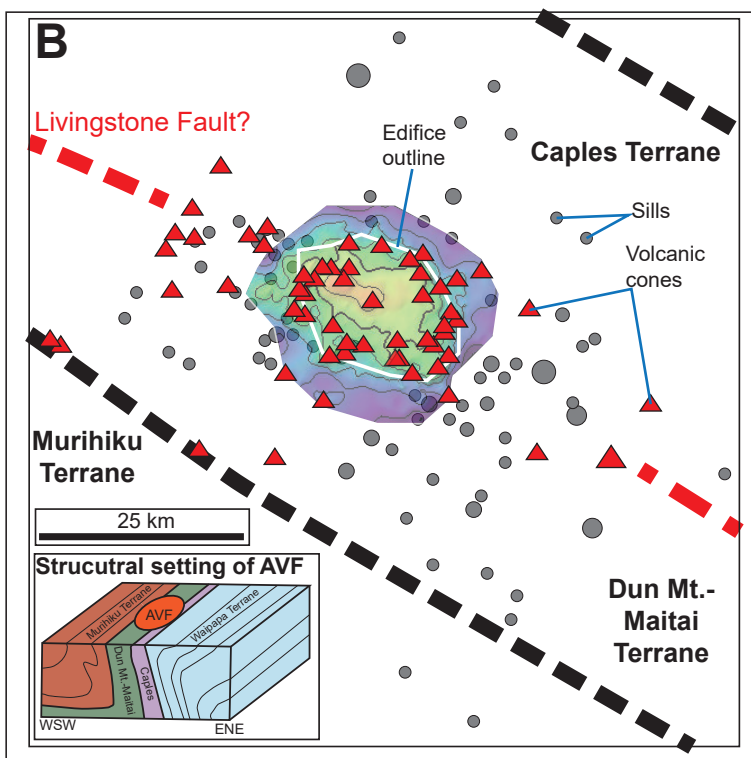 B
Livingstone Fault?
Edifice
outline
Caples Terrane
Sills
Volcanic
cones
Murihiku
Terrane
25 km
Dun Mt.-
Maitai
Terrane
Strucutral setting of AVF
Murihiku Terrane
AVF
Waipapa Terrane
Dun Mt.-Maitai
Caples
WSW
ENE